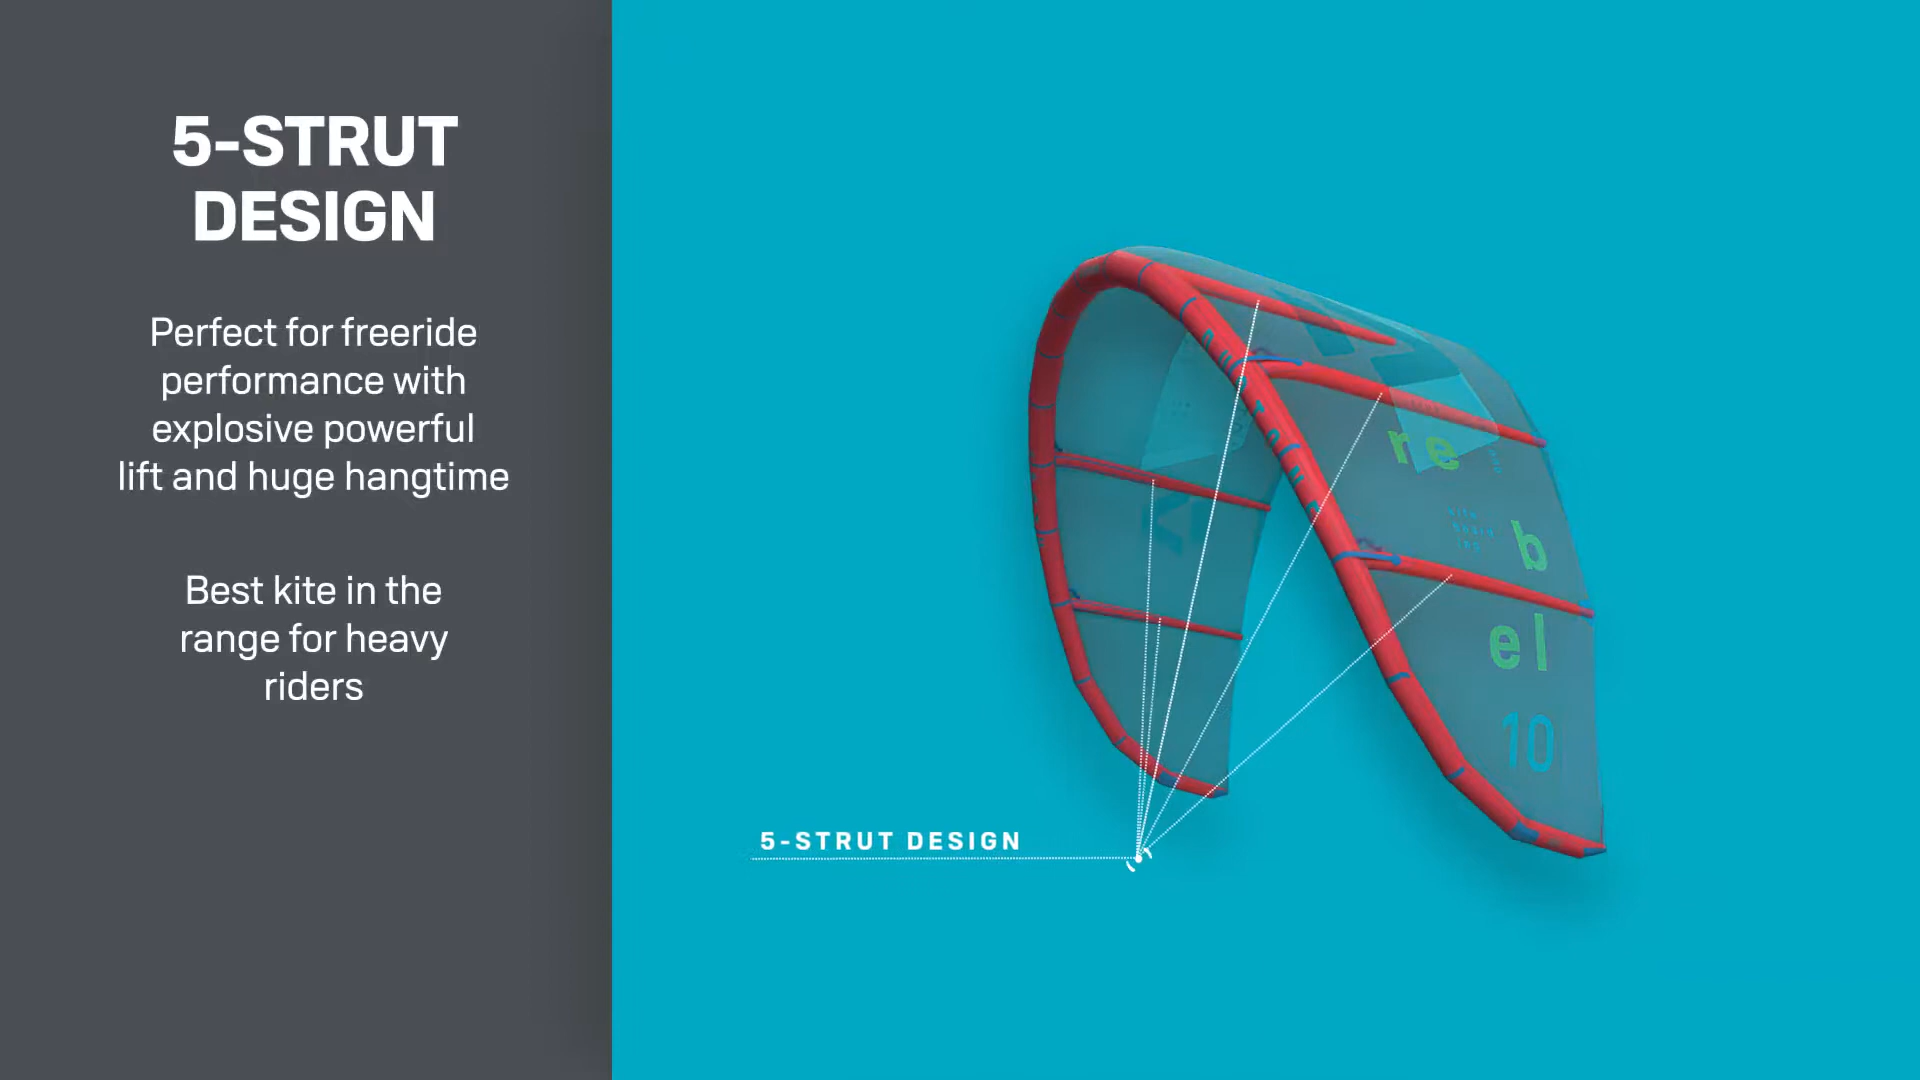 5-STRUT
DESIGN
Perfect for freeride
performance with
explosive powerful
lift and huge hangtime
Best kite in the
range for heavy
riders
re
b
el
10
5-STRUT DESIGN